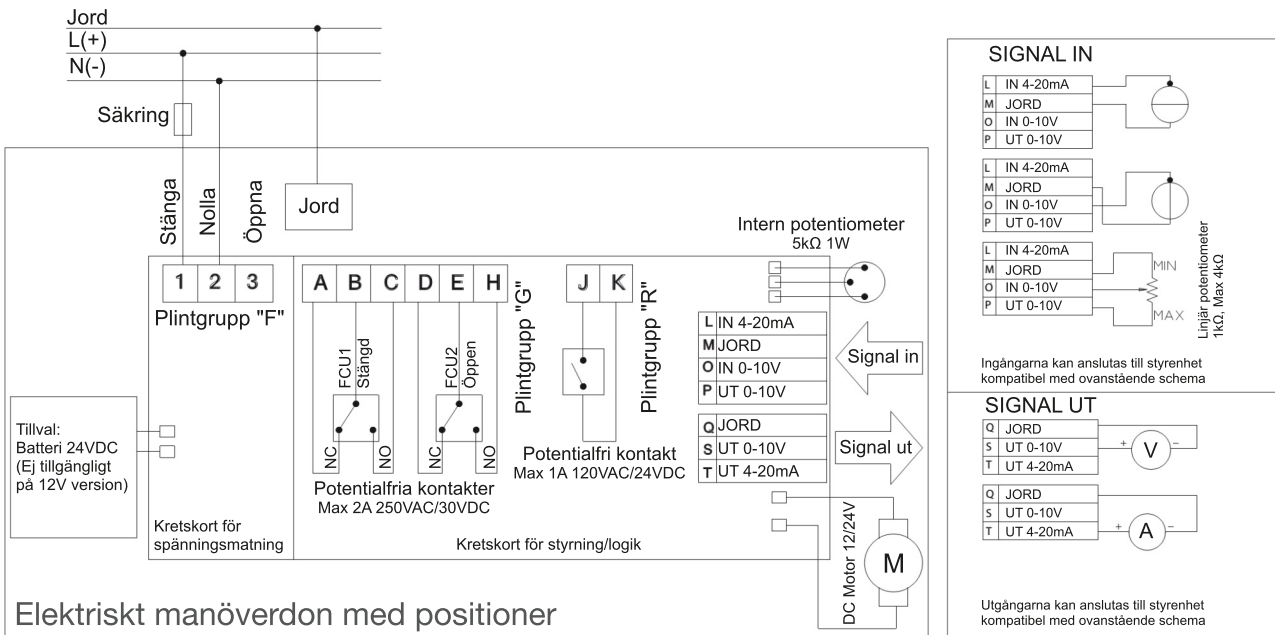 Jord
L(+)
N(-)
Säkring
Stänga
Nolla
Öppna
Jord
1 2 3
Plintgrupp "F"
A B C D E H
Plintgrupp "G"
J K
Plintgrupp "R"
FCU1
Stängd
FCU2
Öppen
NC
NO
NC
NO
Potentialfria kontakter
Max 2A 250VAC/30VDC
Potentialfri kontakt
Max 1A 120VAC/24VDC
Intern potentiometer
5kΩ 1W
L IN 4-20mA
M JORD
O IN 0-10V
P UT 0-10V
Signal in
Q JORD
S UT 0-10V
T UT 4-20mA
Signal ut
Tillval:
Batteri 24VDC
(Ej tillgängligt
på 12V version)
Kretskort för
spänningsmatning
Kretskort för styrning/logik
DC Motor 12/24V
M
Elektriskt manöverdon med positioner
SIGNAL IN
L IN 4-20mA
M JORD
O IN 0-10V
P UT 0-10V
L IN 4-20mA
M JORD
O IN 0-10V
P UT 0-10V
L IN 4-20mA
M JORD
O IN 0-10V
P UT 0-10V
MIN
MAX
Linjär potentiometer
1kΩ, Max 4kΩ
Ingångarna kan anslutas till styrenhet
kompatibel med ovanstående schema
SIGNAL UT
Q JORD
S UT 0-10V
T UT 4-20mA
+ V -
Q JORD
S UT 0-10V
T UT 4-20mA
+ A -
Utgångarna kan anslutas till styrenhet
kompatibel med ovanstående schema